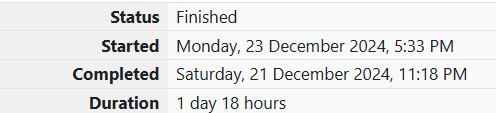 Status Finished
Started Monday, 23 December 2024, 5:33 PM
Completed Saturday, 21 December 2024, 11:18 PM
Duration 1 day 18 hours